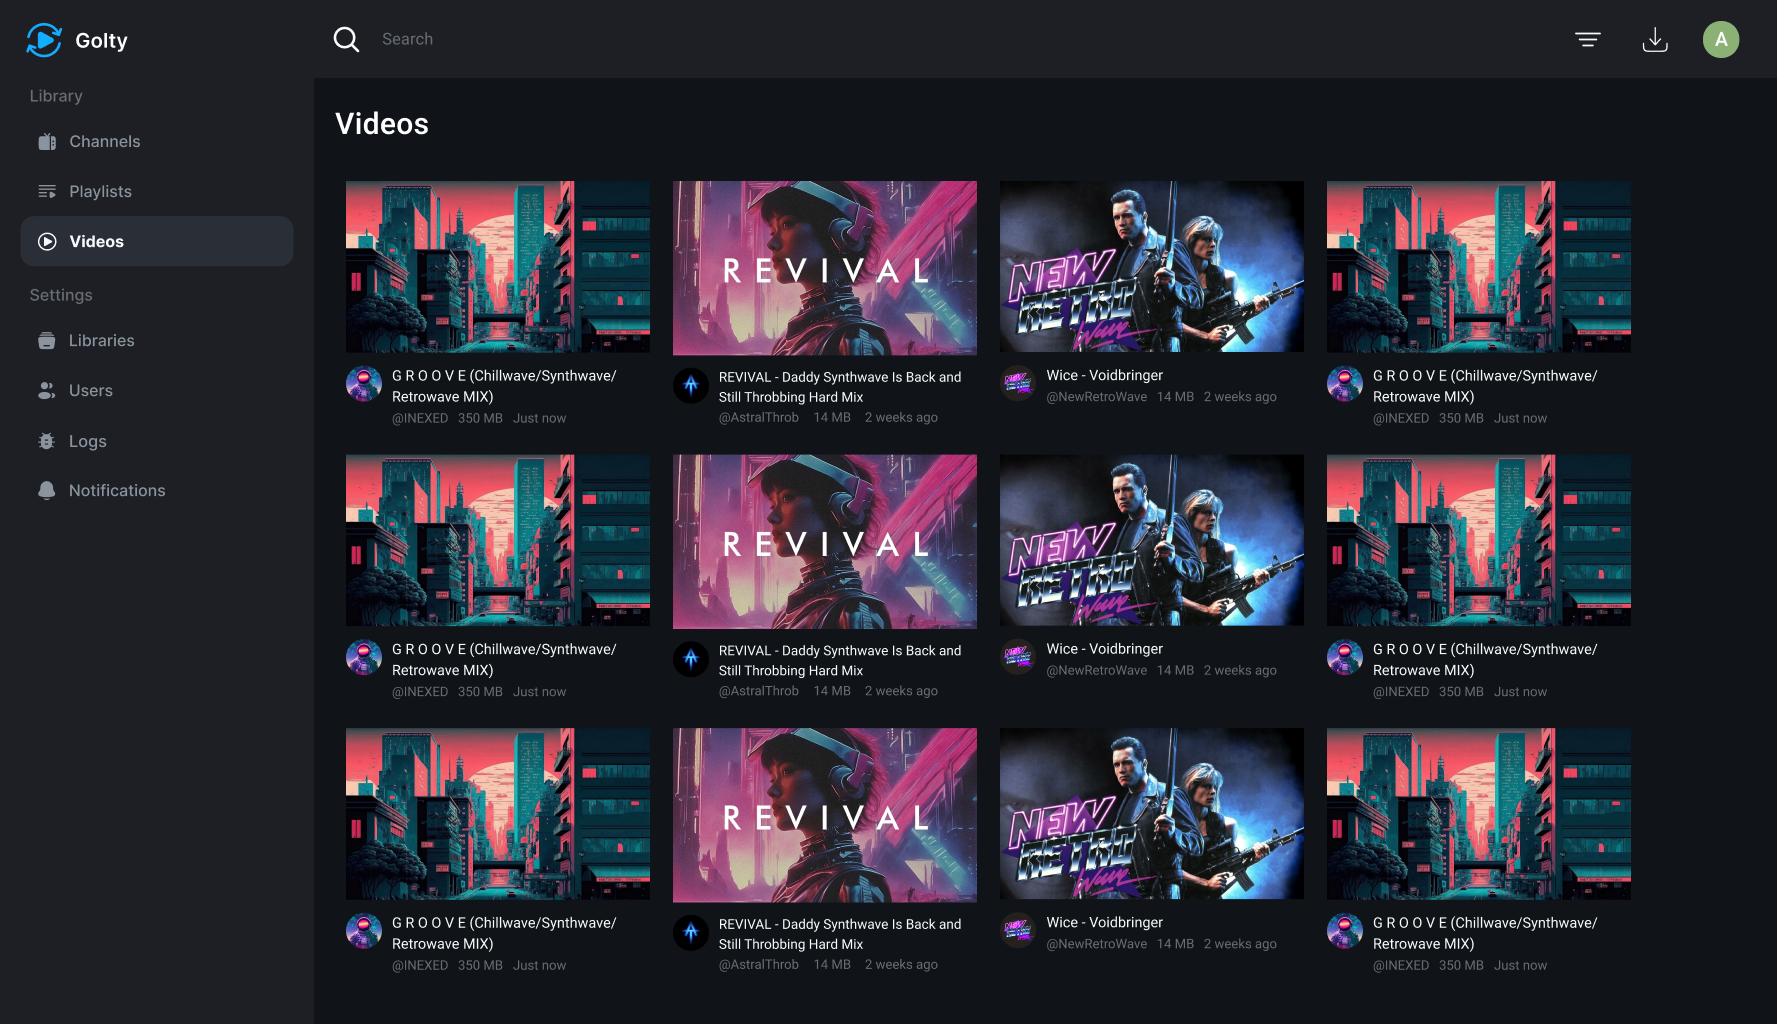 Golty
Search
A
Library
Channels
Playlists
Videos
Settings
Libraries
Users
Logs
Notifications
Videos
REVIVAL
NEW
RETRO
Wave
G R O O V E (Chillwave/Synthwave/
Retrowave MIX)
@INEXED 350 MB Just now
REVIVAL - Daddy Synthwave Is Back and
Still Throbbing Hard Mix
@AstralThrob 14 MB 2 weeks ago
Wice - Voidbringer
@NewRetroWave 14 MB 2 weeks ago
G R O O V E (Chillwave/Synthwave/
Retrowave MIX)
@INEXED 350 MB Just now
REVIVAL
NEW
RETRO
Wave
G R O O V E (Chillwave/Synthwave/
Retrowave MIX)
@INEXED 350 MB Just now
REVIVAL - Daddy Synthwave Is Back and
Still Throbbing Hard Mix
@AstralThrob 14 MB 2 weeks ago
Wice - Voidbringer
@NewRetroWave 14 MB 2 weeks ago
G R O O V E (Chillwave/Synthwave/
Retrowave MIX)
@INEXED 350 MB Just now
REVIVAL
NEW
RETRO
Wave
G R O O V E (Chillwave/Synthwave/
Retrowave MIX)
@INEXED 350 MB Just now
REVIVAL - Daddy Synthwave Is Back and
Still Throbbing Hard Mix
@AstralThrob 14 MB 2 weeks ago
Wice - Voidbringer
@NewRetroWave 14 MB 2 weeks ago
G R O O V E (Chillwave/Synthwave/
Retrowave MIX)
@INEXED 350 MB Just now